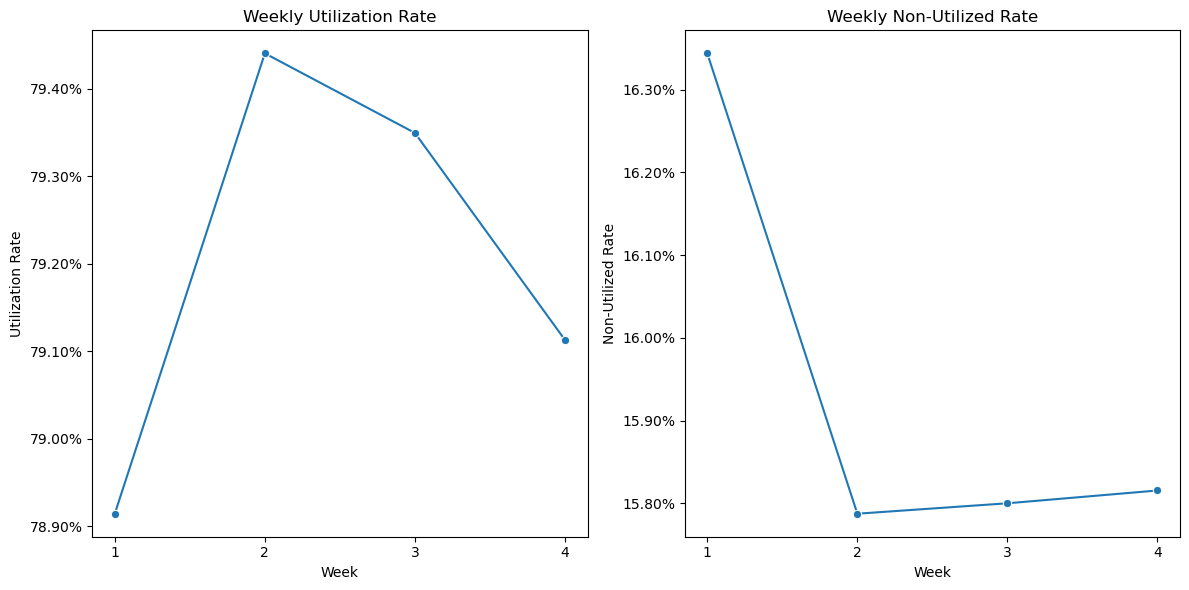 Weekly Utilization Rate
79.40%
79.30%
79.20%
79.10%
79.00%
78.90%
Utilization Rate
1 2 3 4
Week
Weekly Non-Utilized Rate
16.30%
16.20%
16.10%
16.00%
15.90%
15.80%
Non-Utilized Rate
1 2 3 4
Week